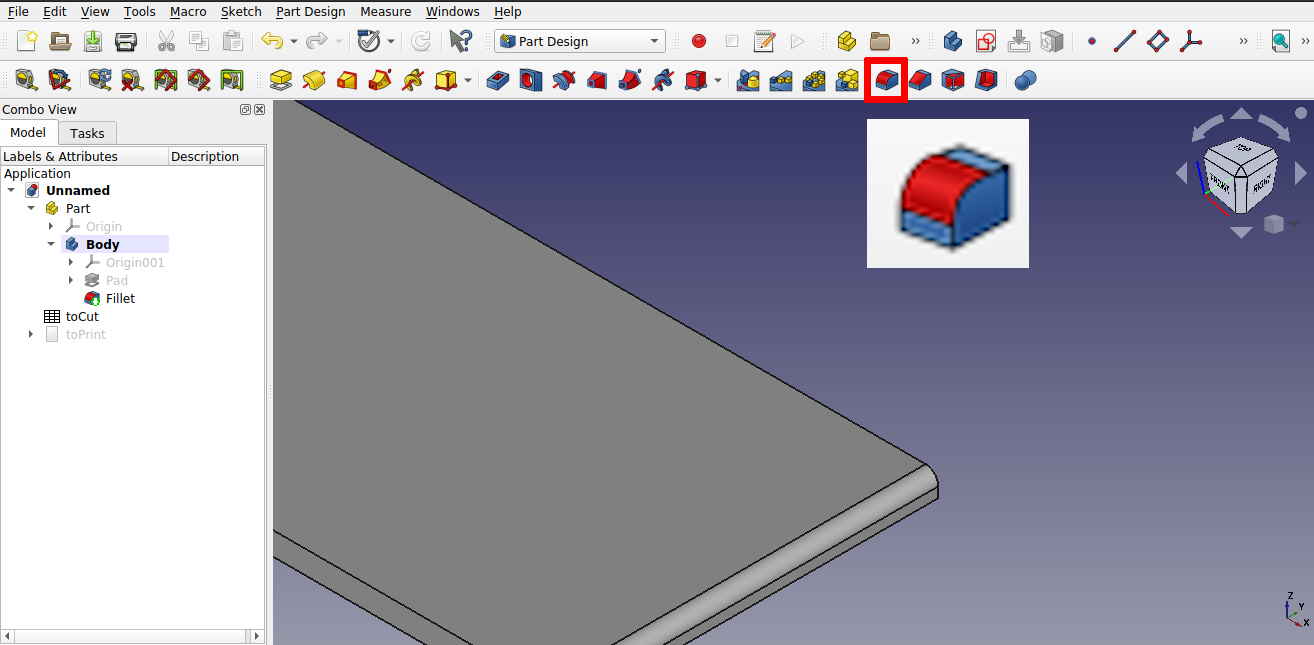 File Edit View Tools Macro Sketch Part Design Measure Windows Help
Part Design
Combo View
Model Tasks
Labels & Attributes Description
Application
Unnamed
Part
Origin
Body
Origin001
Pad
Fillet
toCut
toPrint
TOP
FRONT RIGHT
Z
Y
X